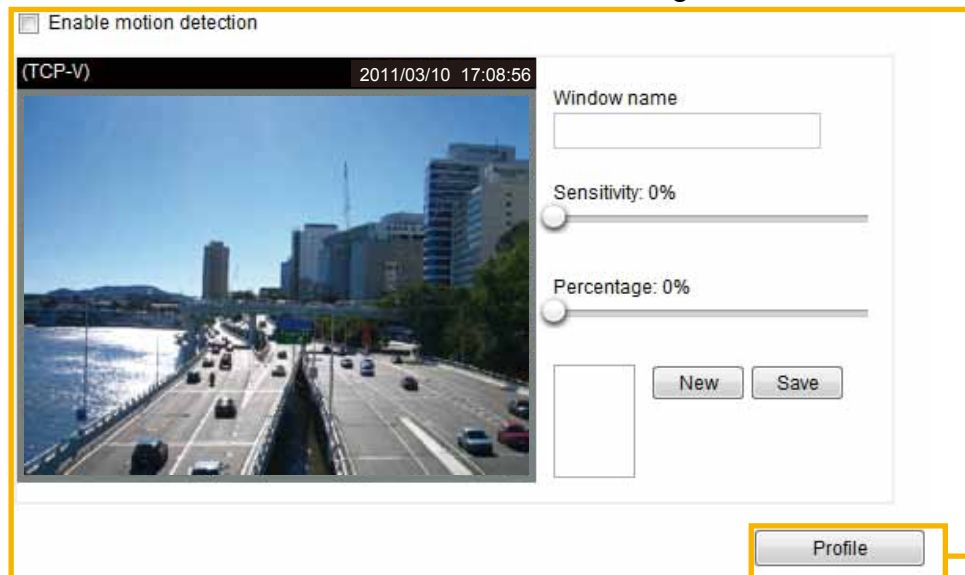 Enable motion detection
(TCP-V) 2011/03/10 17:08:56
Window name
Sensitivity: 0%
Percentage: 0%
New Save
Profile